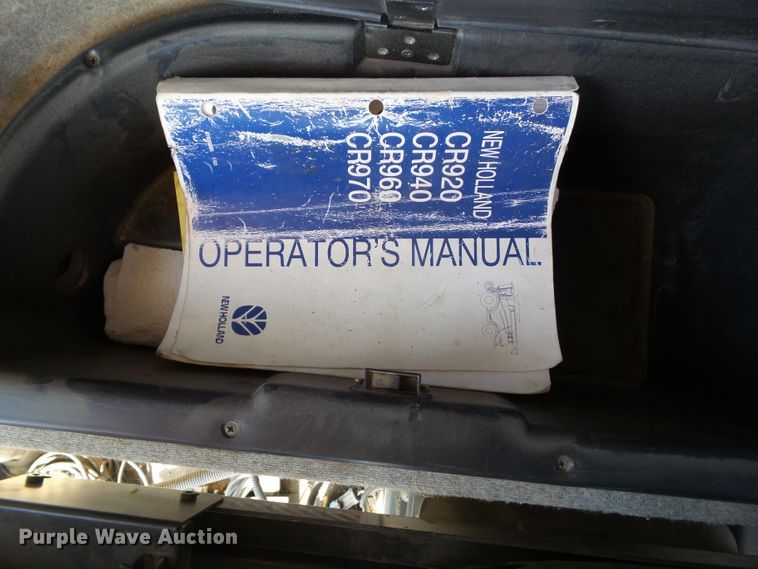 NEW HOLLAND
CR920
CR940
CR960
CR970
OPERATOR'S MANUAL
NEW HOLLAND
Purple Wave Auction